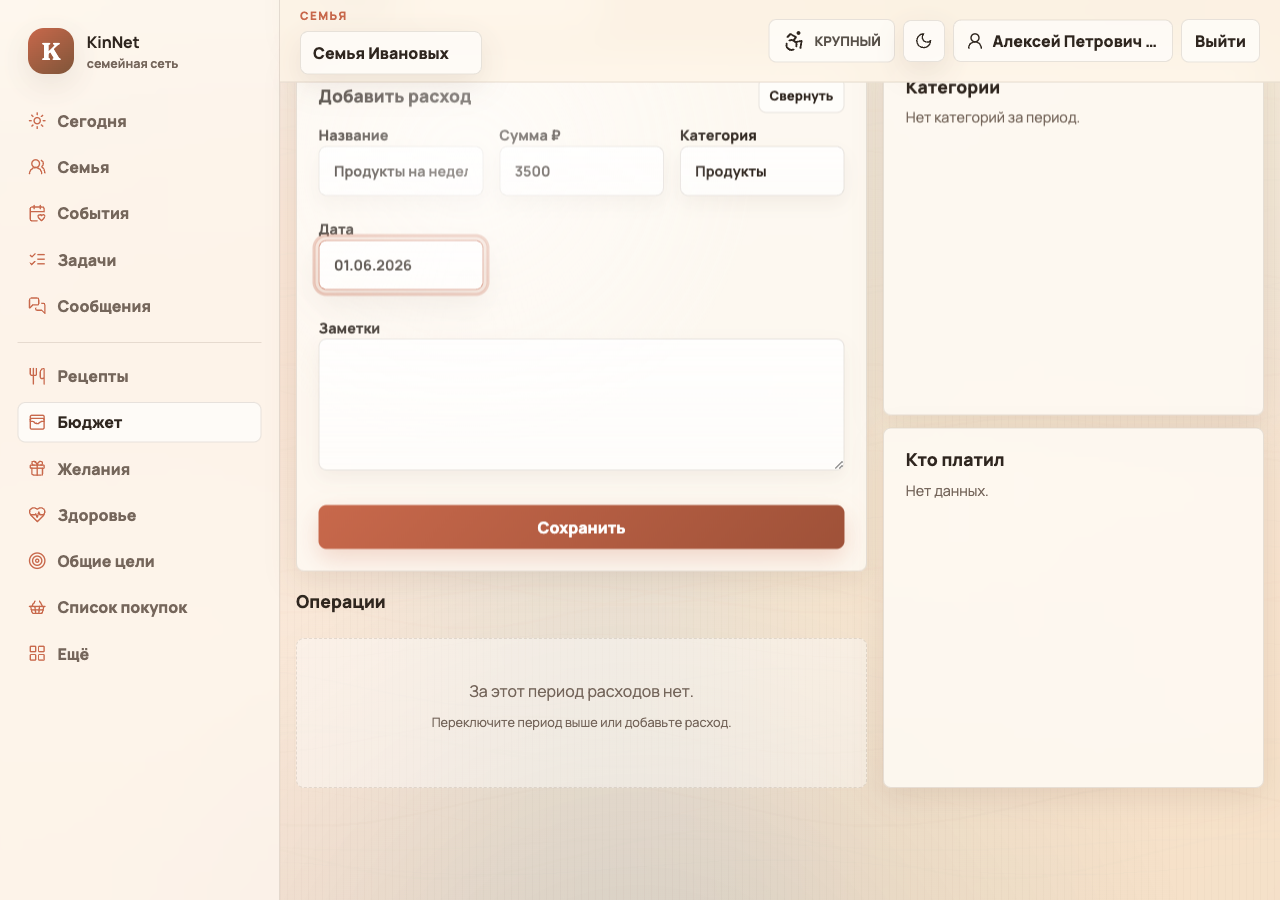 K
KinNet
семейная сеть
Сегодня
Семья
События
Задачи
Сообщения
Рецепты
Бюджет
Желания
Здоровье
Общие цели
Список покупок
Ещё
СЕМЬЯ
Семья Ивановых
КРУПНЫЙ
Алексей Петрович ...
Выйти
Добавить расход
Свернуть
Название
Сумма ₽
Категория
Продукты на неде
3500
Продукты
Дата
01.06.2026
Заметки
Сохранить
Операции
За этот период расходов нет.
Переключите период выше или добавьте расход.
Категории
Нет категорий за период.
Кто платил
Нет данных.